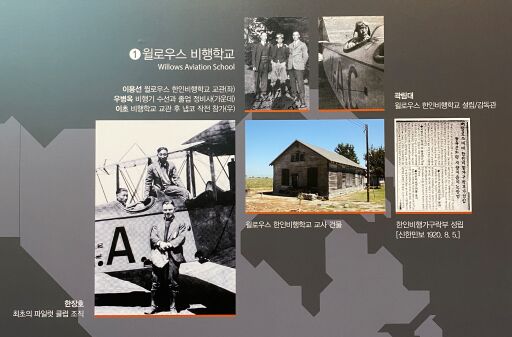 1 윌로우스 비행학교
Willows Aviation School
이용선 윌로우스 한인비행학교 교관(좌)
우병옥 비행기 수선과 졸업 정비사(가운데)
이초 비행학교 교관 후 냅코 작전 참가(우)
곽림대
윌로우스 한인비행학교 설립/감독관
윌로우스 한인비행학교 교사 건물
한인비행가구락부 성립
[신한민보 1920. 8. 5.]
한장호
최초의 파일럿 클럽 조직
A